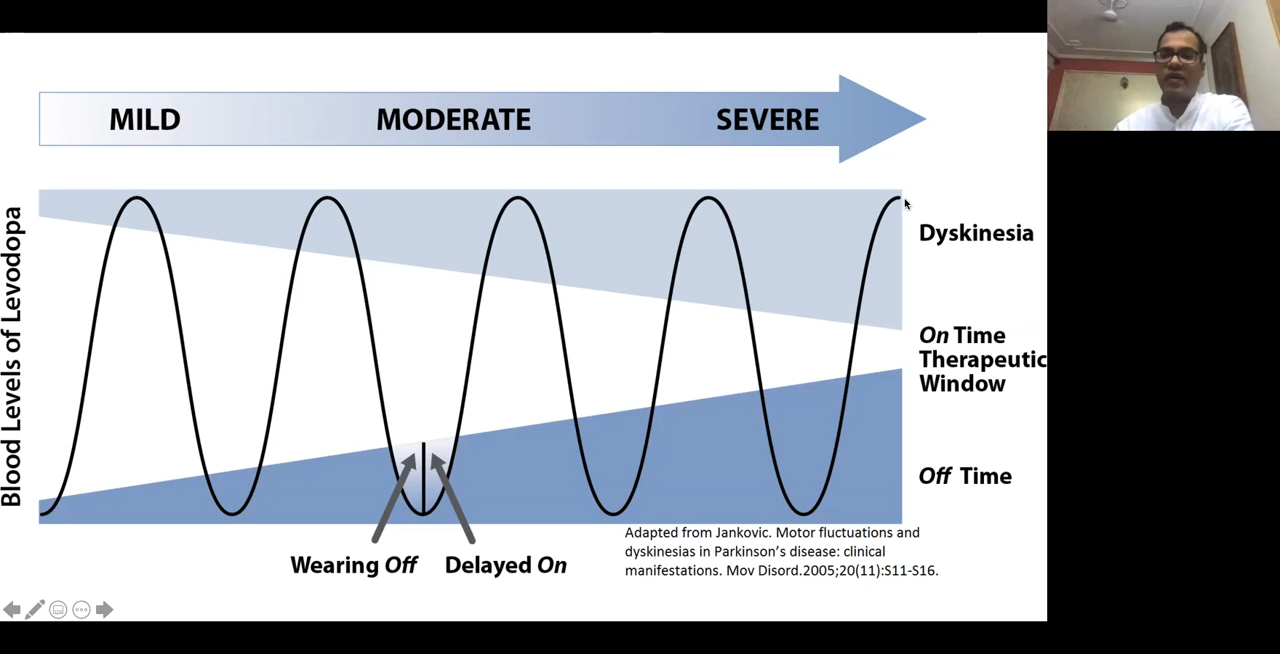 MILD MODERATE SEVERE
Blood Levels of Levodopa
Dyskinesia
On Time
Therapeutic
Window
Off Time
Wearing Off Delayed On
Adapted from Jankovic. Motor fluctuations and
dyskinesias in Parkinson's disease: clinical
manifestations. Mov Disord.2005;20(11):S11-S16.